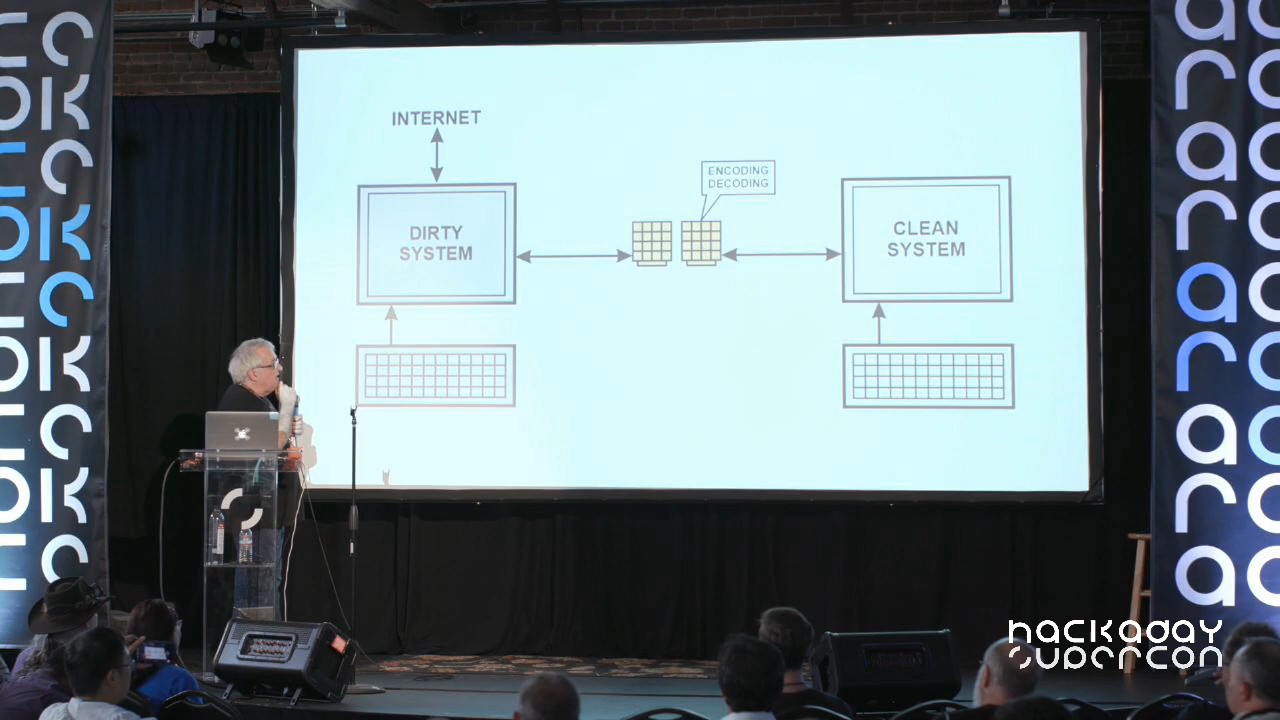 INTERNET
ENCODING
DECODING
DIRTY
SYSTEM
CLEAN
SYSTEM
hackaday
supercon